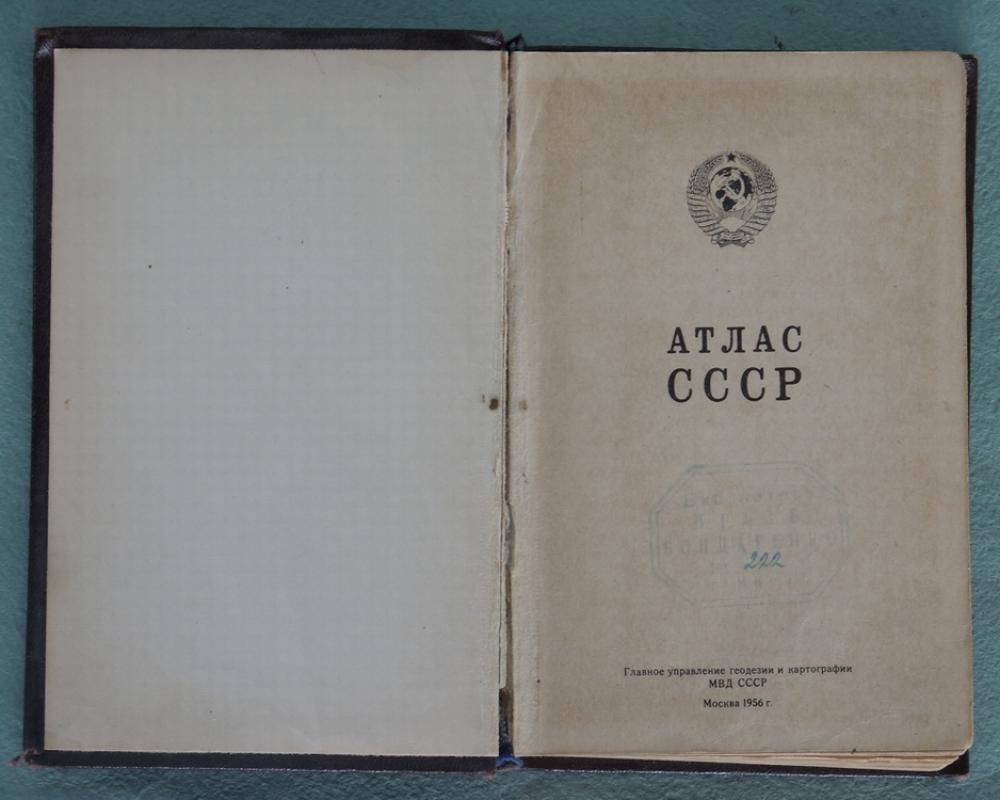 АТЛАС
СССР
222
Главное управление геодезии и картографии
МВД СССР
Москва 1956 г.